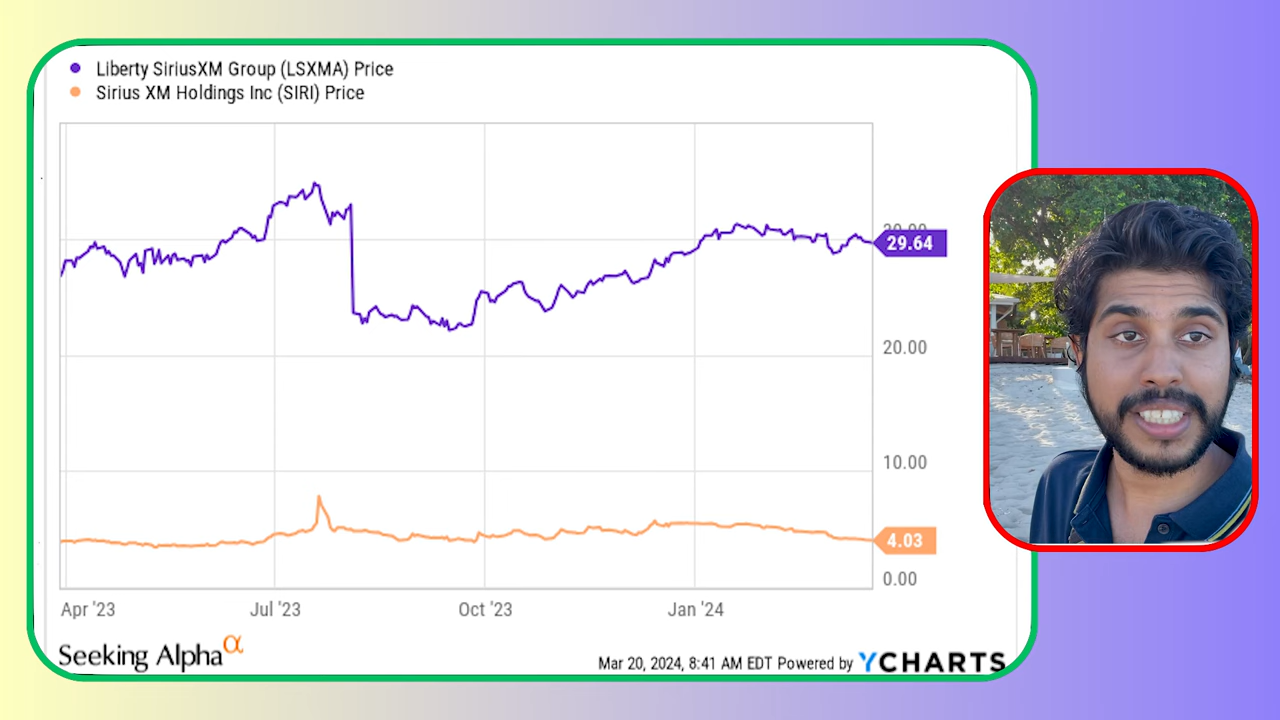 Liberty SiriusXM Group (LSXMA) Price
Sirius XM Holdings Inc (SIRI) Price
30.00
29.64
20.00
10.00
4.03
0.00
Apr '23 Jul '23 Oct '23 Jan '24
Seeking Alpha α
Mar 20, 2024, 8:41 AM EDT Powered by YCHARTS